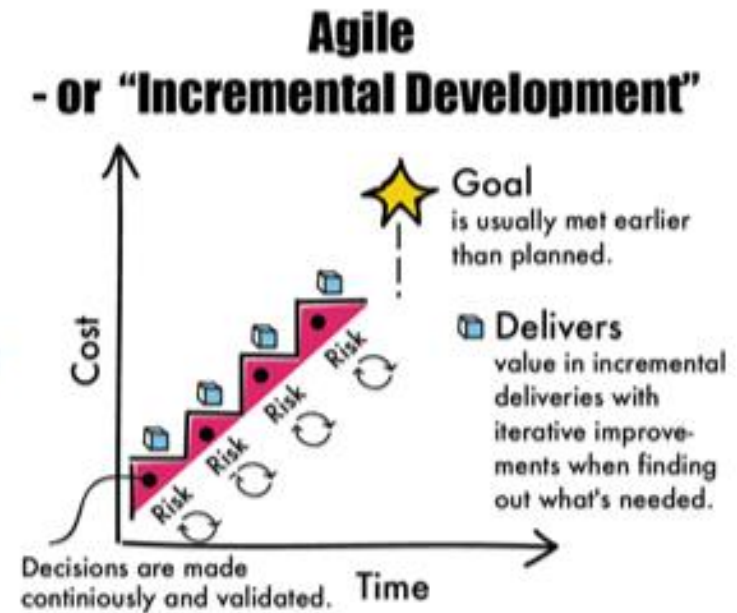 Agile
- or "Incremental Development"
Goal
is usually met earlier
than planned.
Cost
Delivers
value in incremental
deliveries with
iterative improve-
ments when finding
out what's needed.
Risk
Risk
Risk
Risk
Decisions are made
continiously and validated.
Time